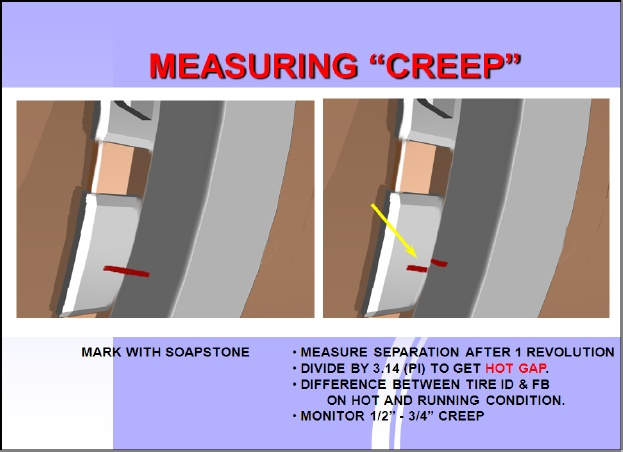 MEASURING “CREEP”
MARK WITH SOAPSTONE
• MEASURE SEPARATION AFTER 1 REVOLUTION
• DIVIDE BY 3.14 (PI) TO GET HOT GAP.
• DIFFERENCE BETWEEN TIRE ID & FB
ON HOT AND RUNNING CONDITION.
• MONITOR 1/2” - 3/4” CREEP